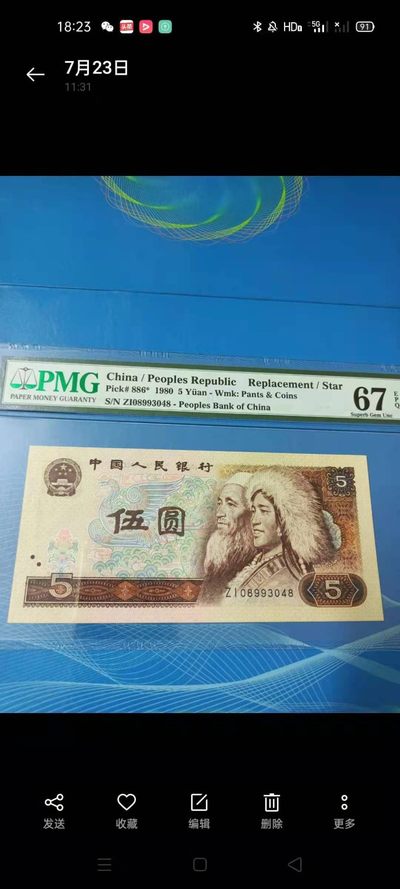 18:23 头条 HD 5G 91
7月23日
11:31
PMG
PAPER MONEY GUARANTY
China / Peoples Republic Replacement / Star
Pick# 886* 1980 5 Yüan - Wmk: Pants & Coins
S/N ZI08993048 - Peoples Bank of China
67 EPQ
Superb Gem Unc
中国人民银行
5
伍圆
5
5
ZI08993048
发送 收藏 编辑 删除 更多